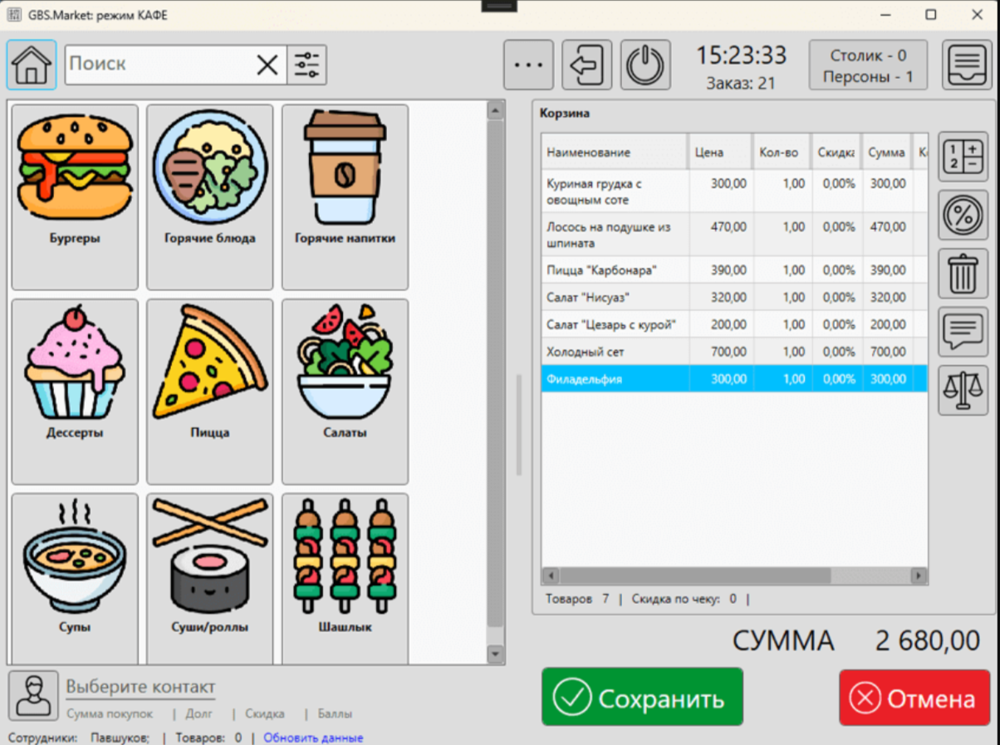 GBS.Market: режим КАФЕ
Поиск
15:23:33
Заказ: 21
Столик - 0
Персоны - 1
Бургеры
Горячие блюда
Горячие напитки
Дессерты
Пицца
Салаты
Супы
Суши/роллы
Шашлык
Корзина
Наименование Цена Кол-во Скидка Сумма К
Куриная грудка с
овощным соте 300,00 1,00 0,00% 300,00
Лосось на подушке из
шпината 470,00 1,00 0,00% 470,00
Пицца "Карбонара" 390,00 1,00 0,00% 390,00
Салат "Нисуаз" 320,00 1,00 0,00% 320,00
Салат "Цезарь с курой" 200,00 1,00 0,00% 200,00
Холодный сет 700,00 1,00 0,00% 700,00
Филадельфия 300,00 1,00 0,00% 300,00
1 + 2 −
%
Товаров 7 | Скидка по чеку: 0 |
СУММА 2 680,00
Сохранить
Отмена
Выберите контакт
Сумма покупок | Долг | Скидка | Баллы
Сотрудники: Павшуков; | Товаров: 0 | Обновить данные